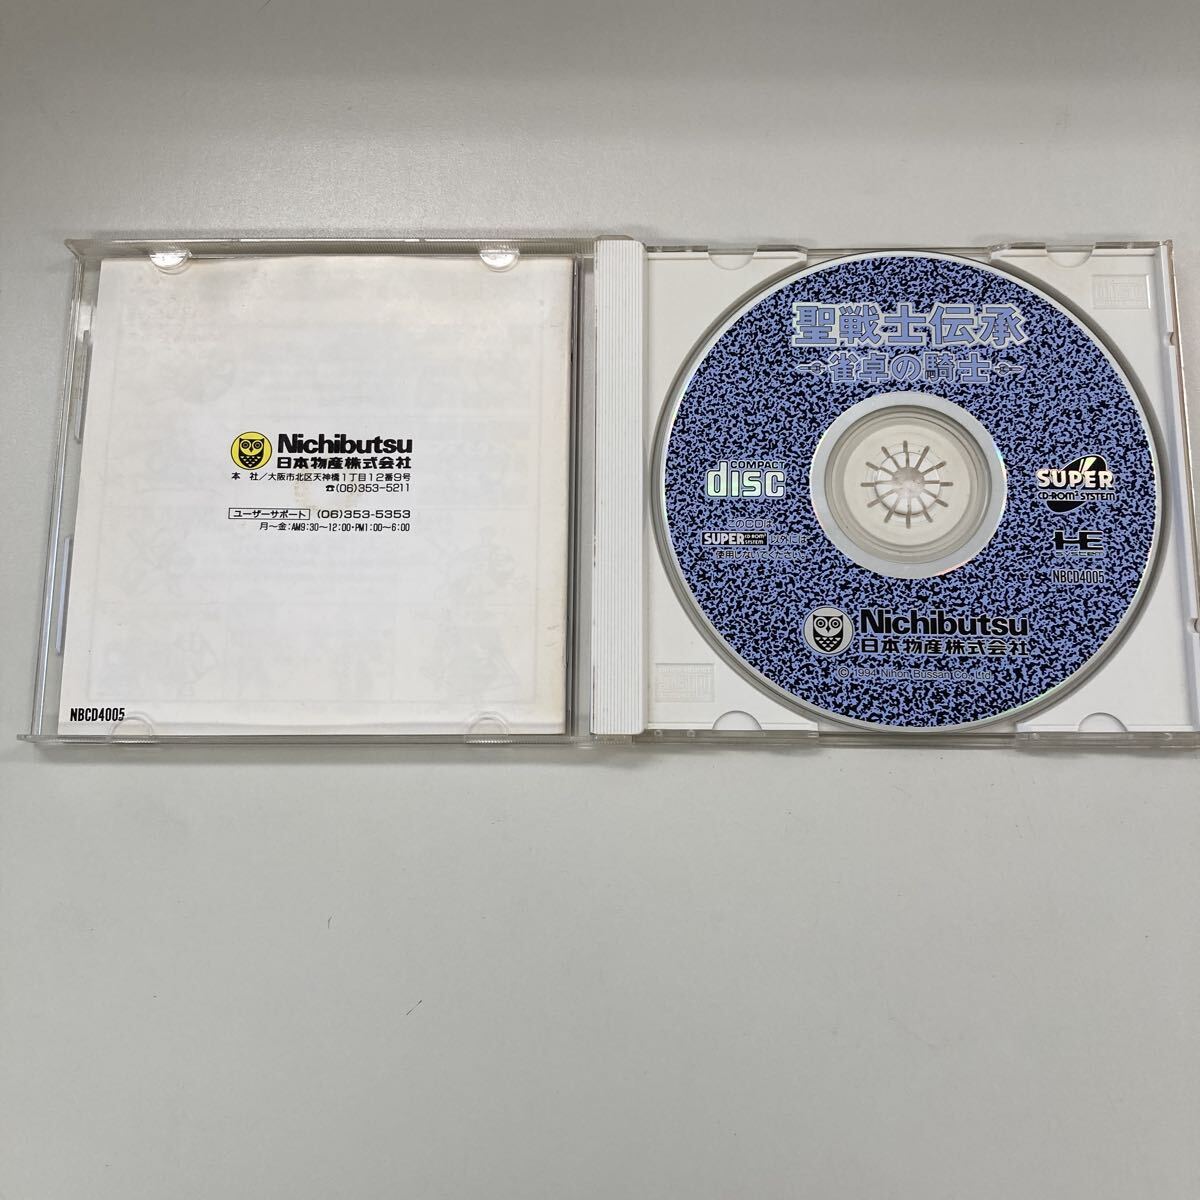 Nichibutsu
日本物産株式会社
本 社／大阪市北区天神橋1丁目12番9号
☎(06)353-5211
ユーザーサポート (06)353-5353
月～金：AM9:30～12:00・PM1:00～6:00
NBCD4005
聖戦士伝承
～雀卓の騎士～
COMPACT
disc
このCDは
SUPER CD-ROM² SYSTEM 以外には
使用しないでください。
SUPER
CD-ROM² SYSTEM
HE
System
NBCD4005
Nichibutsu
日本物産株式会社
© 1994 Nihon Bussan Co., Ltd.